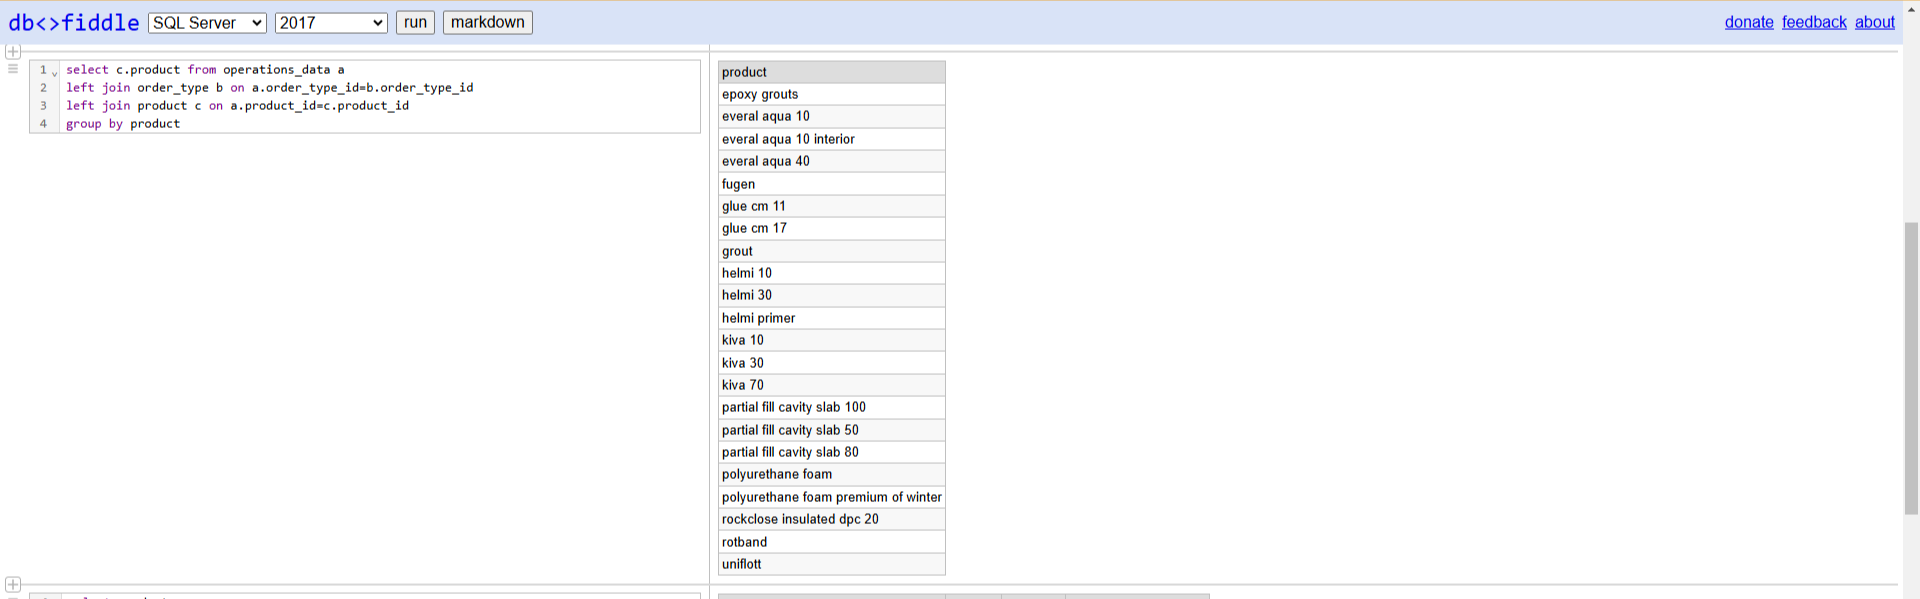 db<>fiddle SQL Server 2017 run markdown donate feedback about
1 select c.product from operations_data a
2 left join order_type b on a.order_type_id=b.order_type_id
3 left join product c on a.product_id=c.product_id
4 group by product
product
epoxy grouts
everal aqua 10
everal aqua 10 interior
everal aqua 40
fugen
glue cm 11
glue cm 17
grout
helmi 10
helmi 30
helmi primer
kiva 10
kiva 30
kiva 70
partial fill cavity slab 100
partial fill cavity slab 50
partial fill cavity slab 80
polyurethane foam
polyurethane foam premium of winter
rockclose insulated dpc 20
rotband
uniflott